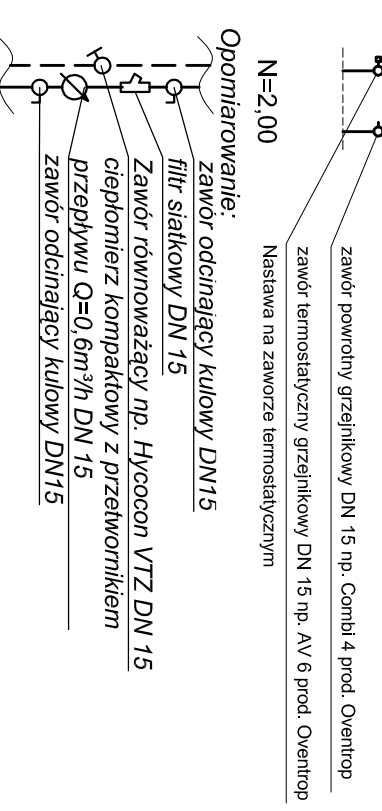 zawór powrotny grzejnikowy DN 15 np. Combi 4 prod. Oventrop
zawór termostatyczny grzejnikowy DN 15 np. AV 6 prod. Oventrop
N=2,00
Nastawa na zaworze termostatycznym
Opomiarowanie:
zawór odcinający kulowy DN15
filtr siatkowy DN 15
Zawór równoważący np. Hycocon VTZ DN 15
ciepłomierz kompaktowy z przetwornikiem
przepływu Q=0,6m³/h DN 15
zawór odcinający kulowy DN15